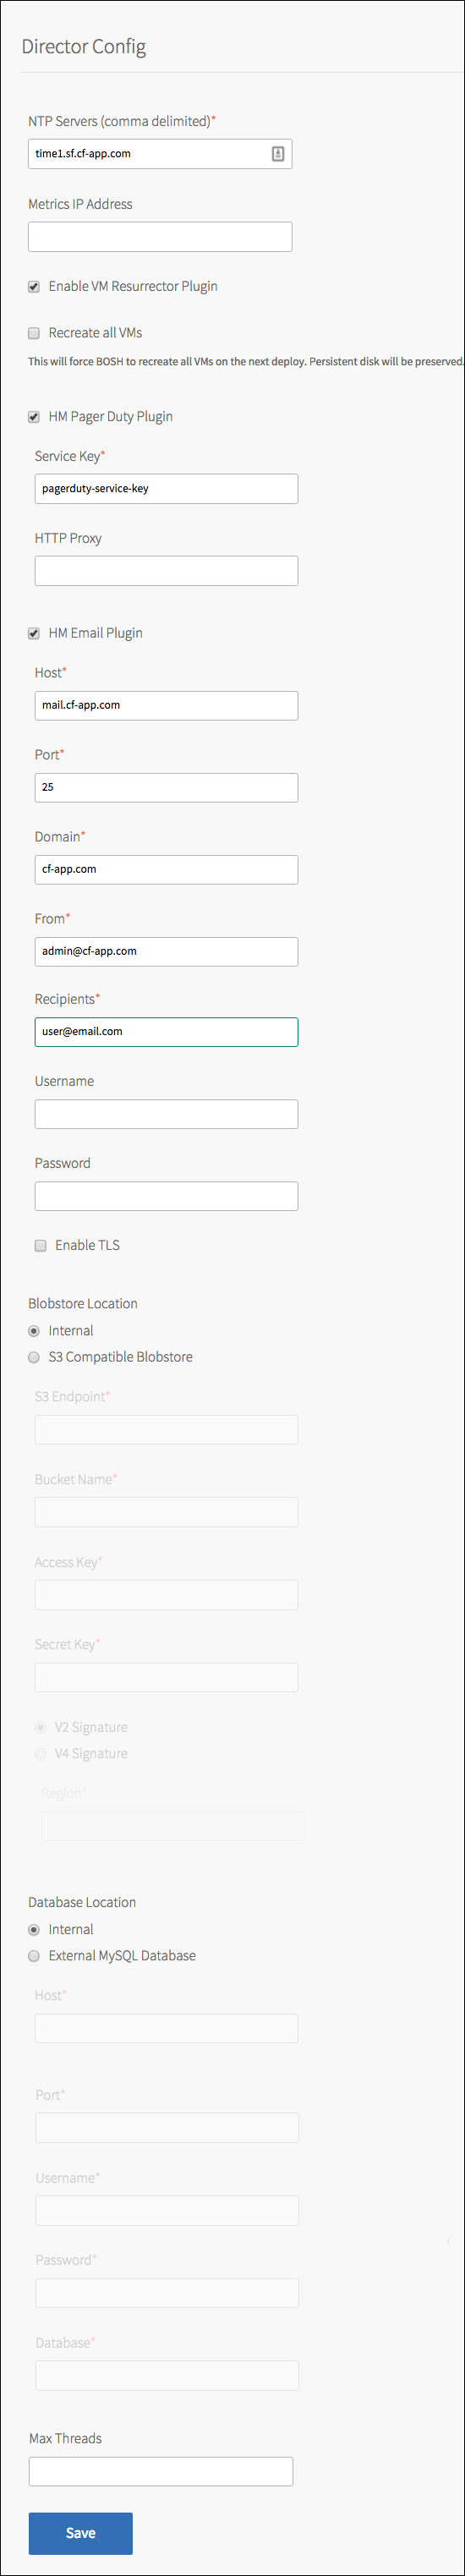 Director Config
NTP Servers (comma delimited)*
time1.sf.cf-app.com
Metrics IP Address
Enable VM Resurrector Plugin
Recreate all VMs
This will force BOSH to recreate all VMs on the next deploy. Persistent disk will be preserved.
HM Pager Duty Plugin
Service Key*
pagerduty-service-key
HTTP Proxy
HM Email Plugin
Host*
mail.cf-app.com
Port*
25
Domain*
cf-app.com
From*
admin@cf-app.com
Recipients*
user@email.com
Username
Password
Enable TLS
Blobstore Location
Internal
S3 Compatible Blobstore
S3 Endpoint*
Bucket Name*
Access Key*
Secret Key*
V2 Signature
V4 Signature
Region*
Database Location
Internal
External MySQL Database
Host*
Port*
Username*
Password*
Database*
Max Threads
Save